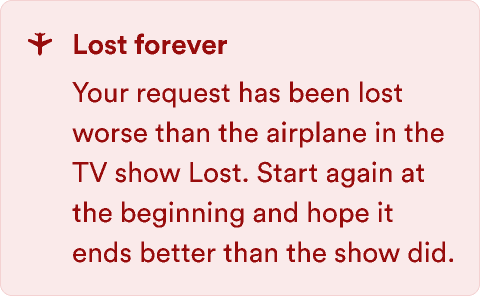 Lost forever
Your request has been lost
worse than the airplane in the
TV show Lost. Start again at
the beginning and hope it
ends better than the show did.